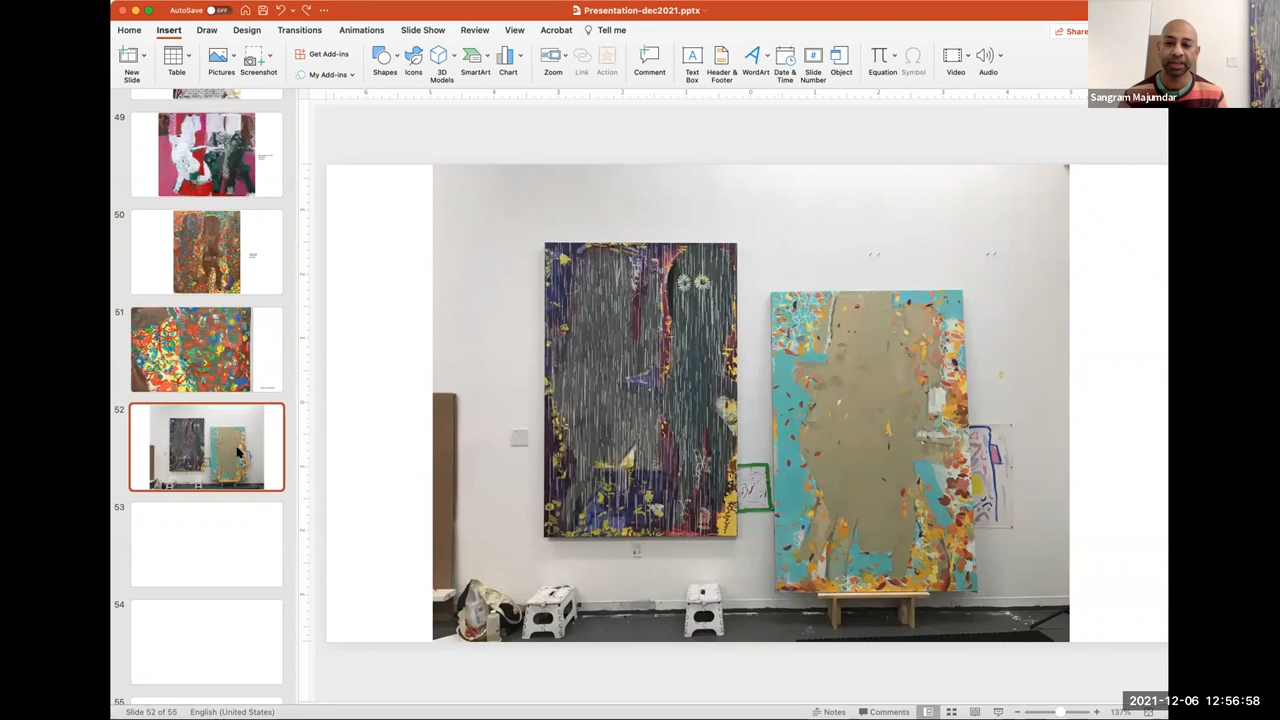 AutoSave OFF
Presentation-dec2021.pptx
Home Insert Draw Design Transitions Animations Slide Show Review View Acrobat Tell me
Share
New Slide
Table
Pictures
Screenshot
Get Add-ins
My Add-ins
Shapes
Icons
3D Models
SmartArt
Chart
Zoom
Link
Action
Comment
Text Box
Header & Footer
WordArt
Date & Time
Slide Number
Object
Equation
Symbol
Video
Audio
Sangram Majumdar
49
50
51
52
53
54
55
2021-12-06 12:56:58
Slide 52 of 55 English (United States) Notes Comments 137%